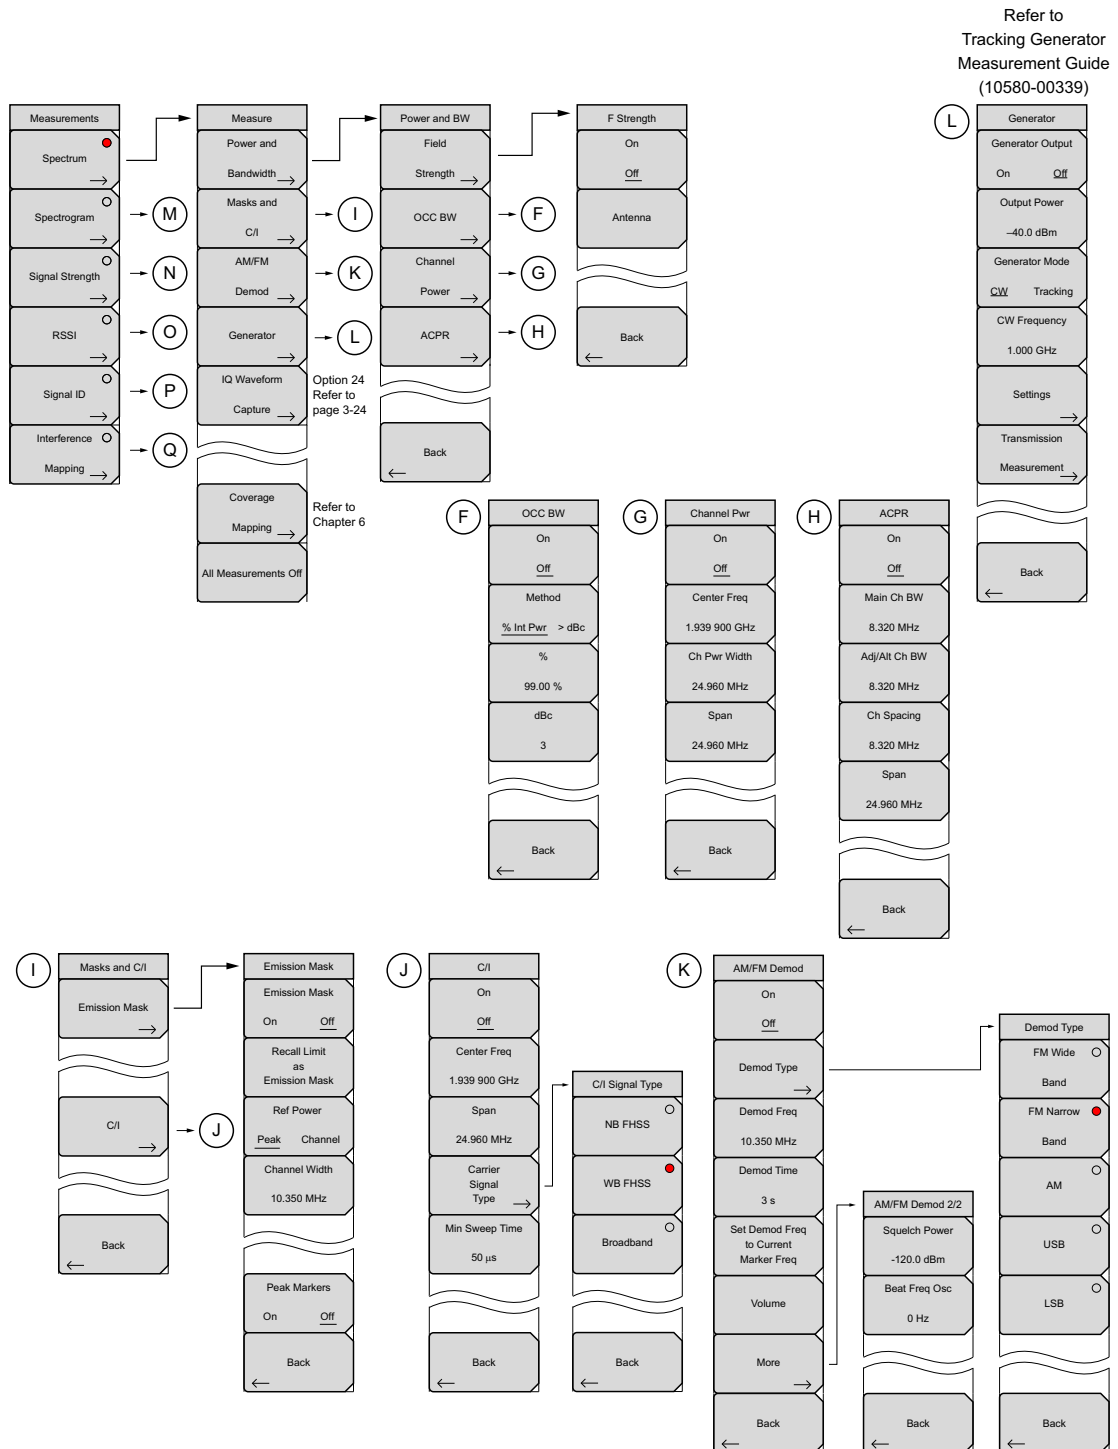 Refer to
Tracking Generator
Measurement Guide
(10580-00339)
Measurements
Spectrum
Spectrogram
Signal Strength
RSSI
Signal ID
Interference
Mapping
M
N
O
P
Q
Measure
Power and
Bandwidth
Masks and
C/I
AM/FM
Demod
Generator
IQ Waveform
Capture
Coverage
Mapping
All Measurements Off
I
K
L
Option 24
Refer to
page 3-24
Refer to
Chapter 6
Power and BW
Field
Strength
OCC BW
Channel
Power
ACPR
Back
F
G
H
F Strength
On
Off
Antenna
Back
L
Generator
Generator Output
On Off
Output Power
–40.0 dBm
Generator Mode
CW Tracking
CW Frequency
1.000 GHz
Settings
Transmission
Measurement
Back
F
OCC BW
On
Off
Method
% Int Pwr > dBc
%
99.00 %
dBc
3
Back
G
Channel Pwr
On
Off
Center Freq
1.939 900 GHz
Ch Pwr Width
24.960 MHz
Span
24.960 MHz
Back
H
ACPR
On
Off
Main Ch BW
8.320 MHz
Adj/Alt Ch BW
8.320 MHz
Ch Spacing
8.320 MHz
Span
24.960 MHz
Back
I
Masks and C/I
Emission Mask
C/I
Back
J
Emission Mask
Emission Mask
On Off
Recall Limit
as
Emission Mask
Ref Power
Peak Channel
Channel Width
10.350 MHz
Peak Markers
On Off
Back
J
C/I
On
Off
Center Freq
1.939 900 GHz
Span
24.960 MHz
Carrier
Signal
Type
Min Sweep Time
50 µs
Back
C/I Signal Type
NB FHSS
WB FHSS
Broadband
Back
K
AM/FM Demod
On
Off
Demod Type
Demod Freq
10.350 MHz
Demod Time
3 s
Set Demod Freq
to Current
Marker Freq
Volume
More
Back
AM/FM Demod 2/2
Squelch Power
-120.0 dBm
Beat Freq Osc
0 Hz
Back
Demod Type
FM Wide
Band
FM Narrow
Band
AM
USB
LSB
Back